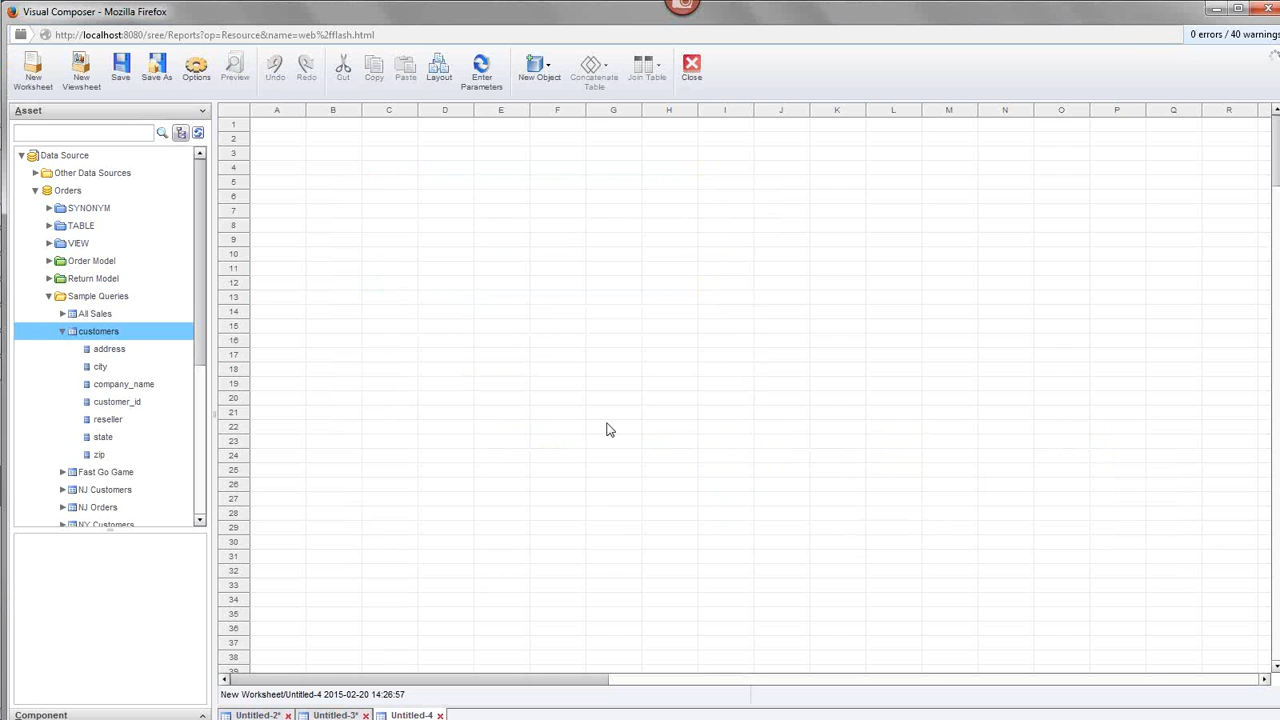 Visual Composer - Mozilla Firefox
http://localhost:8080/sree/Reports?op=Resource&name=web%2fflash.html
0 errors / 40 warnings
New Worksheet
New Viewsheet
Save
Save As
Options
Preview
Undo
Redo
Cut
Copy
Paste
Layout
Enter Parameters
New Object
Concatenate Table
Join Table
Close
Asset
Data Source
Other Data Sources
Orders
SYNONYM
TABLE
VIEW
Order Model
Return Model
Sample Queries
All Sales
customers
address
city
company_name
customer_id
reseller
state
zip
Fast Go Game
NJ Customers
NJ Orders
NY Customers
Component
A B C D E F G H I J K L M N O P Q R
1
2
3
4
5
6
7
8
9
10
11
12
13
14
15
16
17
18
19
20
21
22
23
24
25
26
27
28
29
30
31
32
33
34
35
36
37
38
39
New Worksheet/Untitled-4 2015-02-20 14:26:57
Untitled-2* Untitled-3* Untitled-4